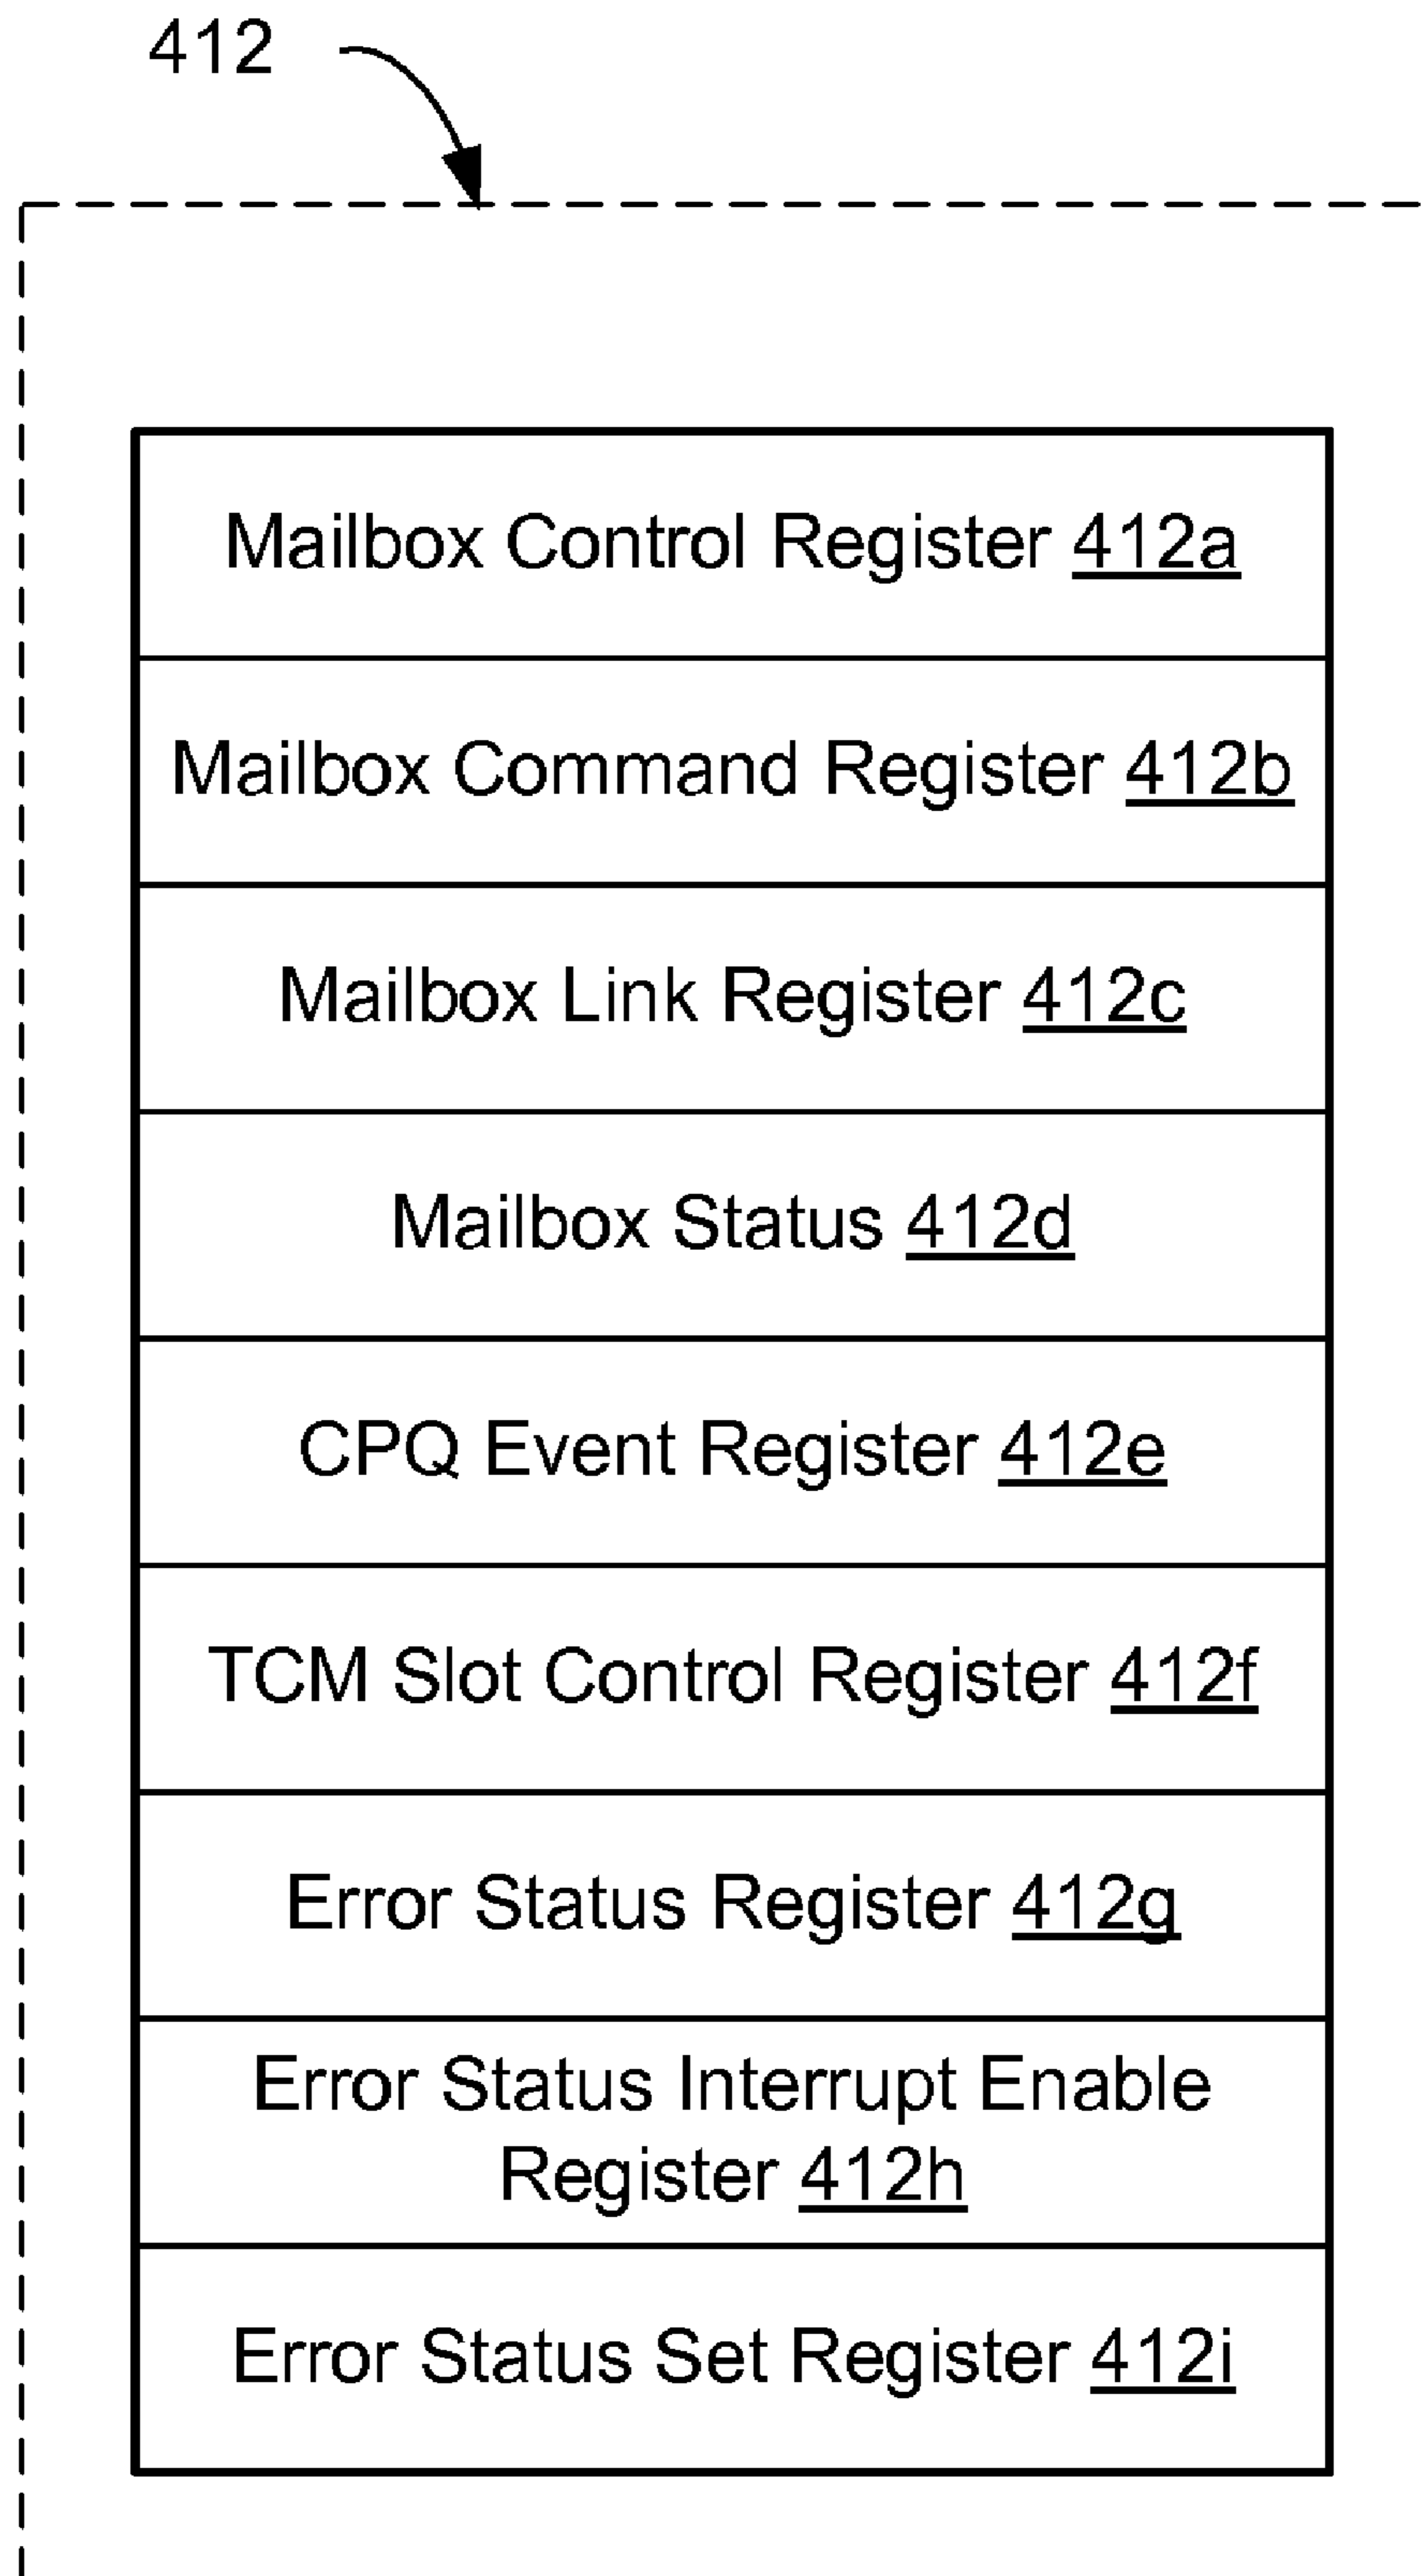 412
Mailbox Control Register 412a
Mailbox Command Register 412b
Mailbox Link Register 412c
Mailbox Status 412d
CPQ Event Register 412e
TCM Slot Control Register 412f
Error Status Register 412g
Error Status Interrupt Enable
Register 412h
Error Status Set Register 412i